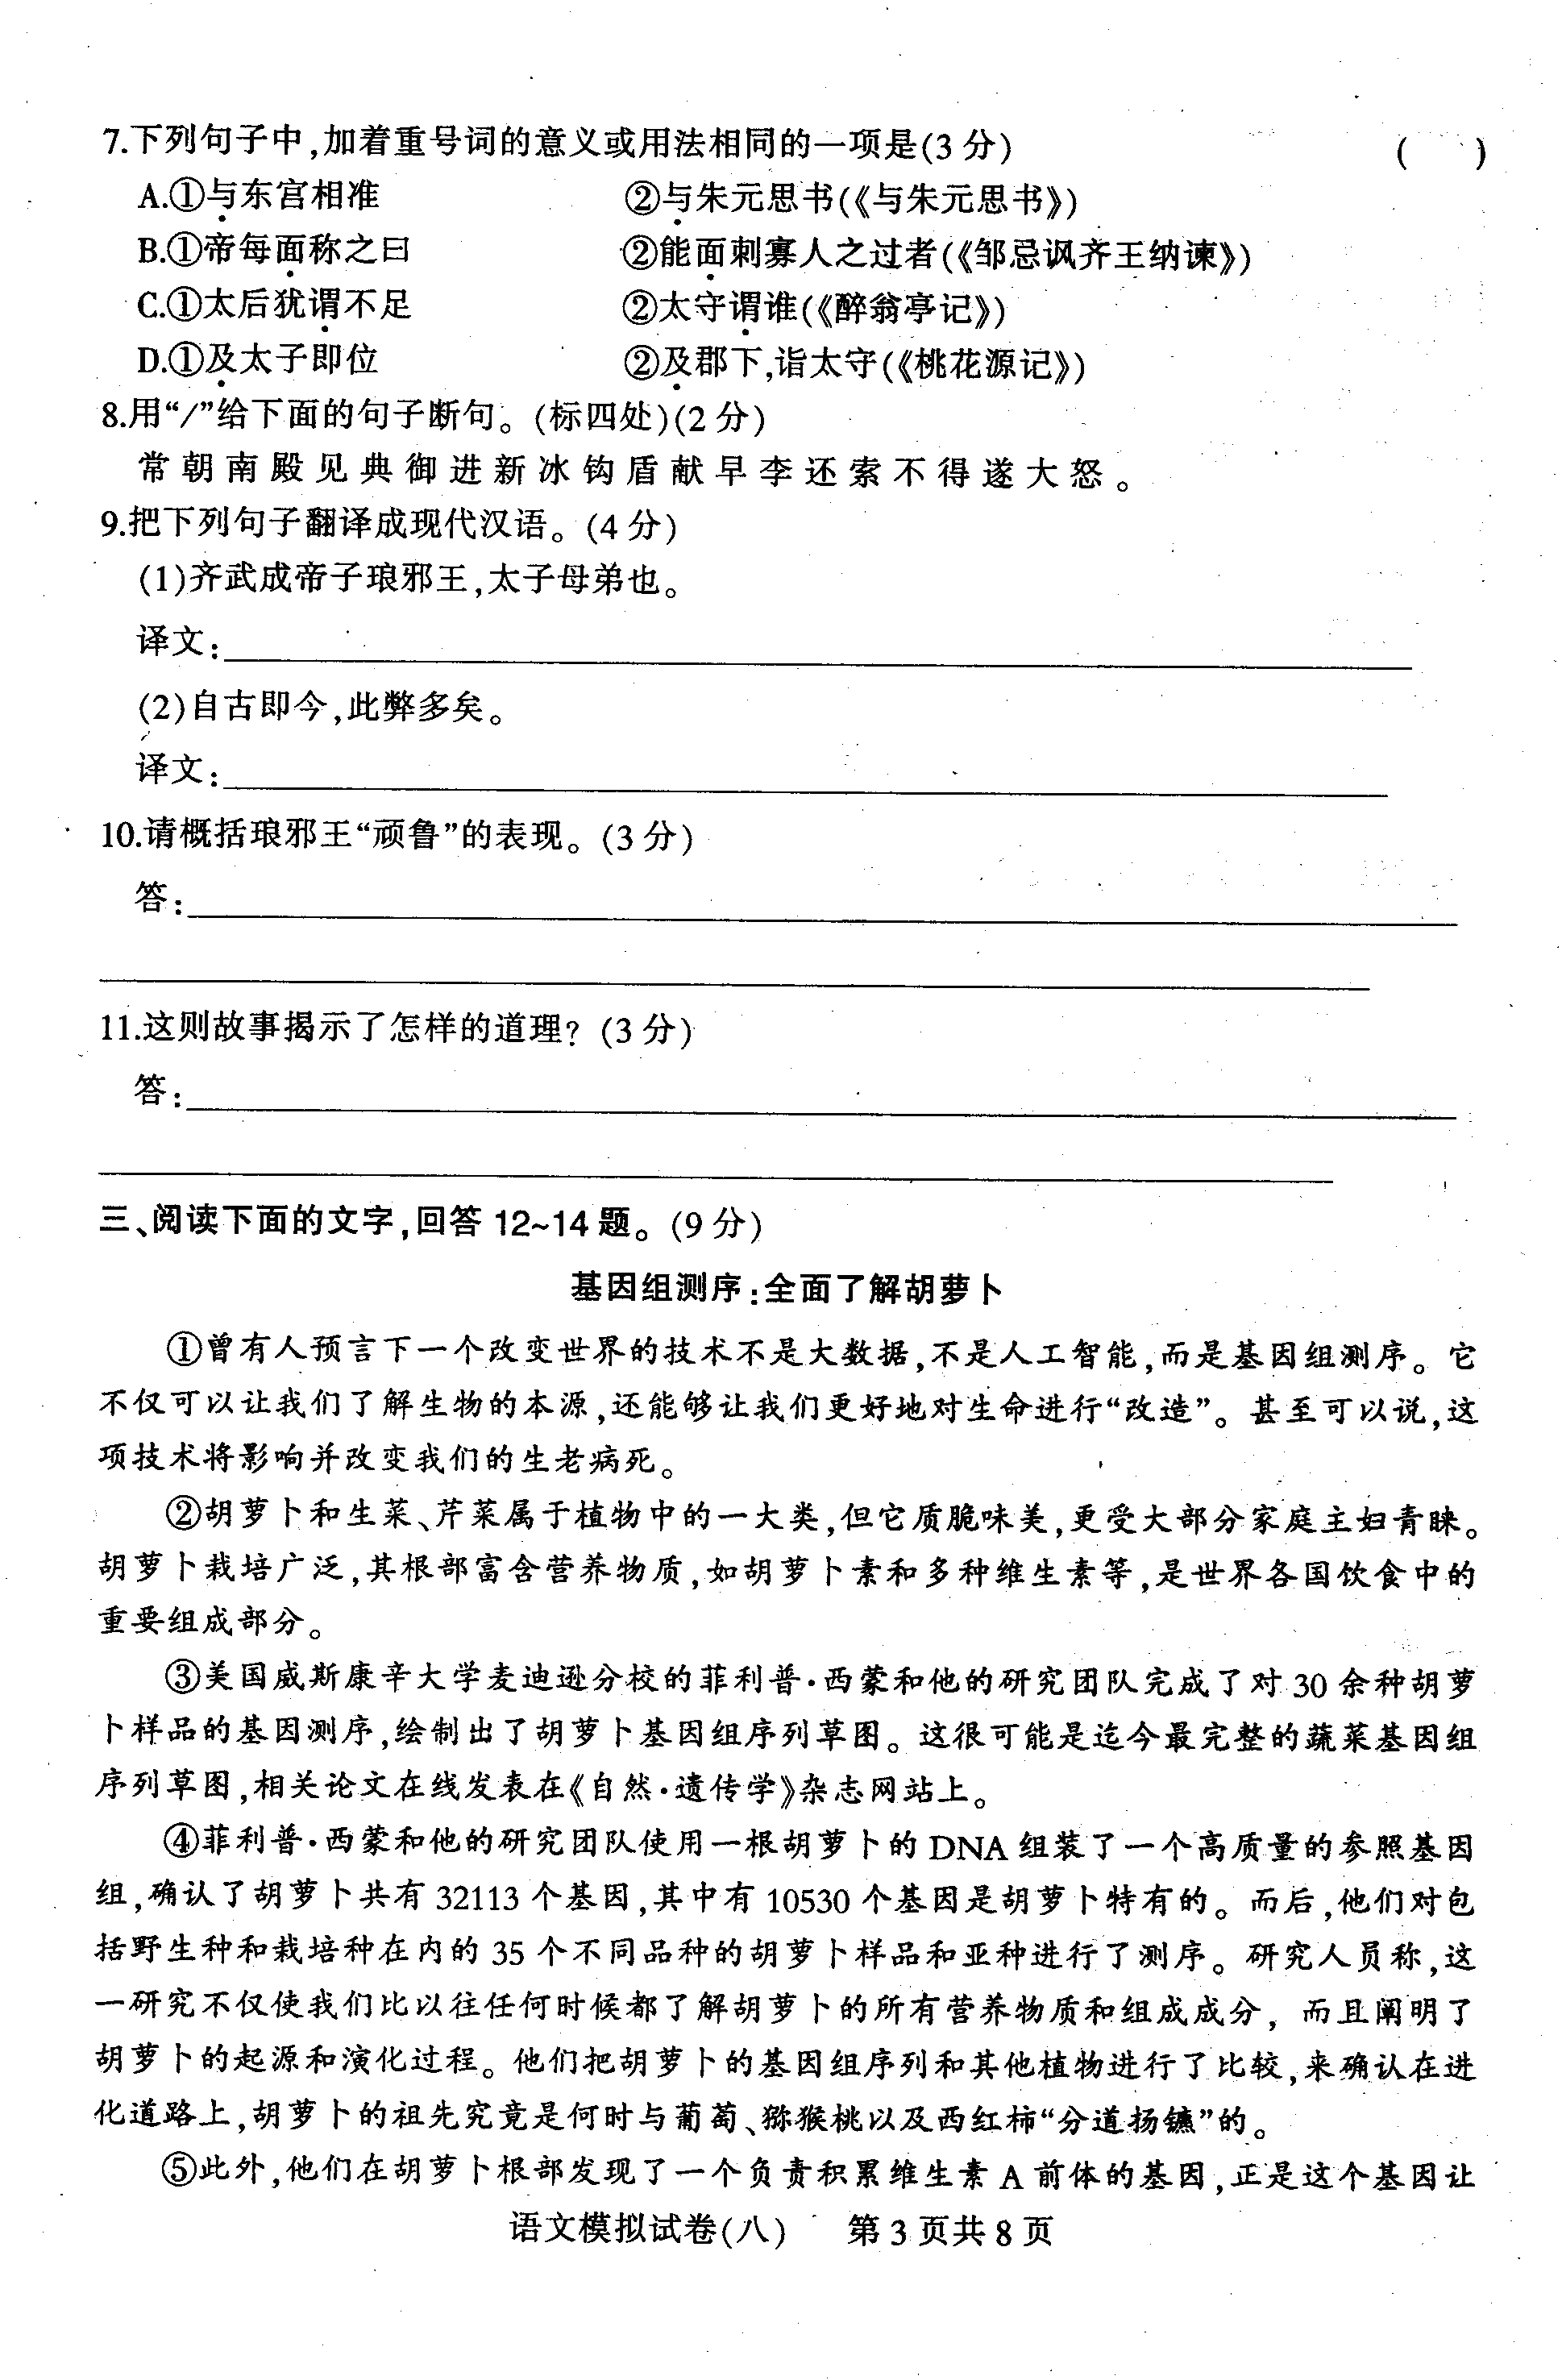 7.下列句子中,加着重号词的意义或用法相同的一项是(3分) ( )
A.①与东宫相准 ②与朱元思书(《与朱元思书》)
B.①帝每面称之曰 ②能面刺寡人之过者(《邹忌讽齐王纳谏》)
C.①太后犹谓不足 ②太守谓谁(《醉翁亭记》)
D.①及太子即位 ②及郡下,诣太守(《桃花源记》)
8.用“/”给下面的句子断句。(标四处)(2分)
常朝南殿见典御进新冰钩盾献早李还索不得遂大怒。
9.把下列句子翻译成现代汉语。(4分)
(1)齐武成帝子琅邪王,太子母弟也。
译文:
(2)自古即今,此弊多矣。
译文:
10.请概括琅邪王“顽鲁”的表现。(3分)
答:
11.这则故事揭示了怎样的道理?(3分)
答:
三、阅读下面的文字,回答12~14题。(9分)
基因组测序:全面了解胡萝卜
①曾有人预言下一个改变世界的技术不是大数据,不是人工智能,而是基因组测序。它
不仅可以让我们了解生物的本源,还能够让我们更好地对生命进行“改造”。甚至可以说,这
项技术将影响并改变我们的生老病死。
②胡萝卜和生菜、芹菜属于植物中的一大类,但它质脆味美,更受大部分家庭主妇青睐。
胡萝卜栽培广泛,其根部富含营养物质,如胡萝卜素和多种维生素等,是世界各国饮食中的
重要组成部分。
③美国威斯康辛大学麦迪逊分校的菲利普·西蒙和他的研究团队完成了对30余种胡萝
卜样品的基因测序,绘制出了胡萝卜基因组序列草图。这很可能是迄今最完整的蔬菜基因组
序列草图,相关论文在线发表在《自然·遗传学》杂志网站上。
④菲利普·西蒙和他的研究团队使用一根胡萝卜的DNA组装了一个高质量的参照基因
组,确认了胡萝卜共有32113个基因,其中有10530个基因是胡萝卜特有的。而后,他们对包
括野生种和栽培种在内的35个不同品种的胡萝卜样品和亚种进行了测序。研究人员称,这
一研究不仅使我们比以往任何时候都了解胡萝卜的所有营养物质和组成成分,而且阐明了
胡萝卜的起源和演化过程。他们把胡萝卜的基因组序列和其他植物进行了比较,来确认在进
化道路上,胡萝卜的祖先究竟是何时与葡萄、猕猴桃以及西红柿“分道扬镳”的。
⑤此外,他们在胡萝卜根部发现了一个负责积累维生素A前体的基因,正是这个基因让
语文模拟试卷(八) 第3页共8页